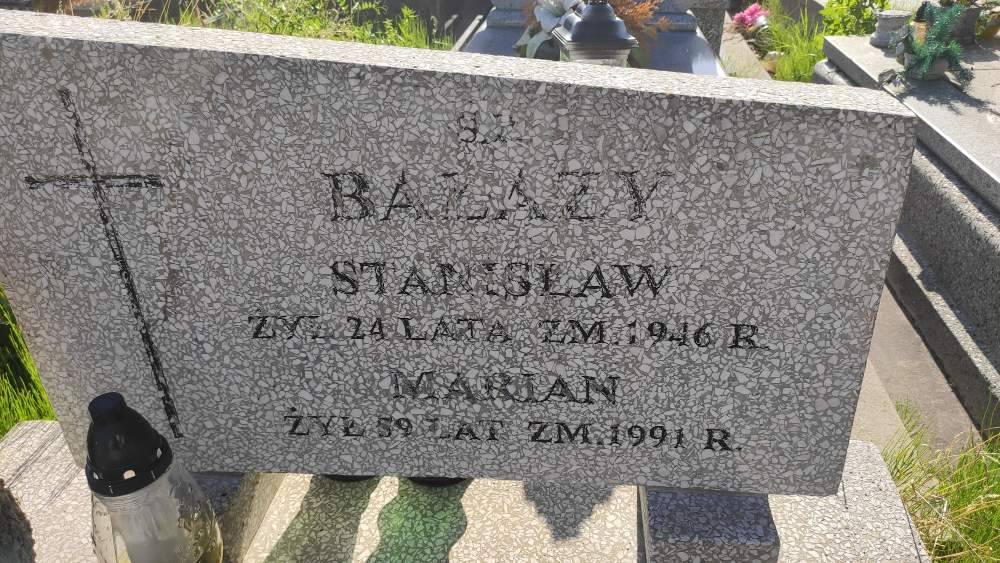 Ś.P.
BAŁAZY
STANISŁAW
ŻYŁ 24 LATA ZM. 1946 R.
MARIAN
ŻYŁ 59 LAT ZM. 1991 R.